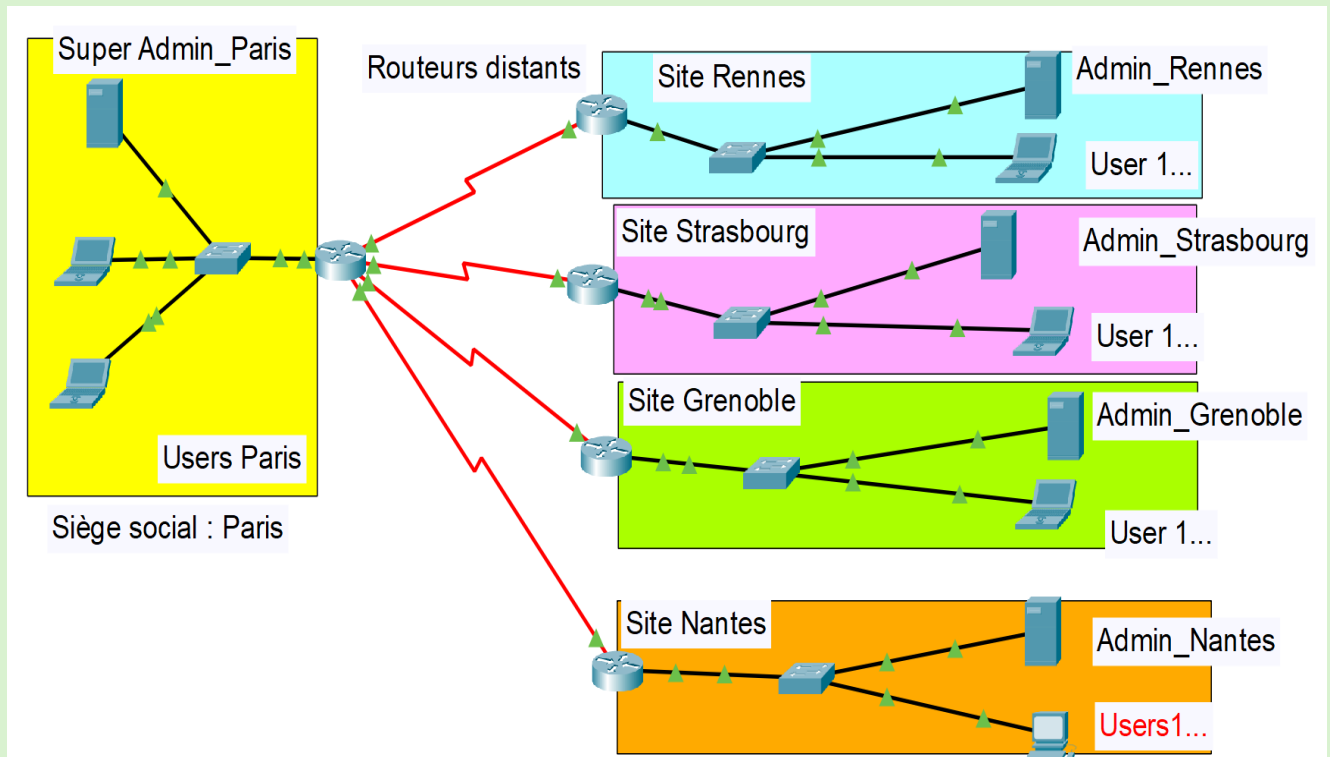 Super Admin_Paris
Users Paris
Siège social : Paris
Routeurs distants
Site Rennes
Admin_Rennes
User 1...
Site Strasbourg
Admin_Strasbourg
User 1...
Site Grenoble
Admin_Grenoble
User 1...
Site Nantes
Admin_Nantes
Users1...